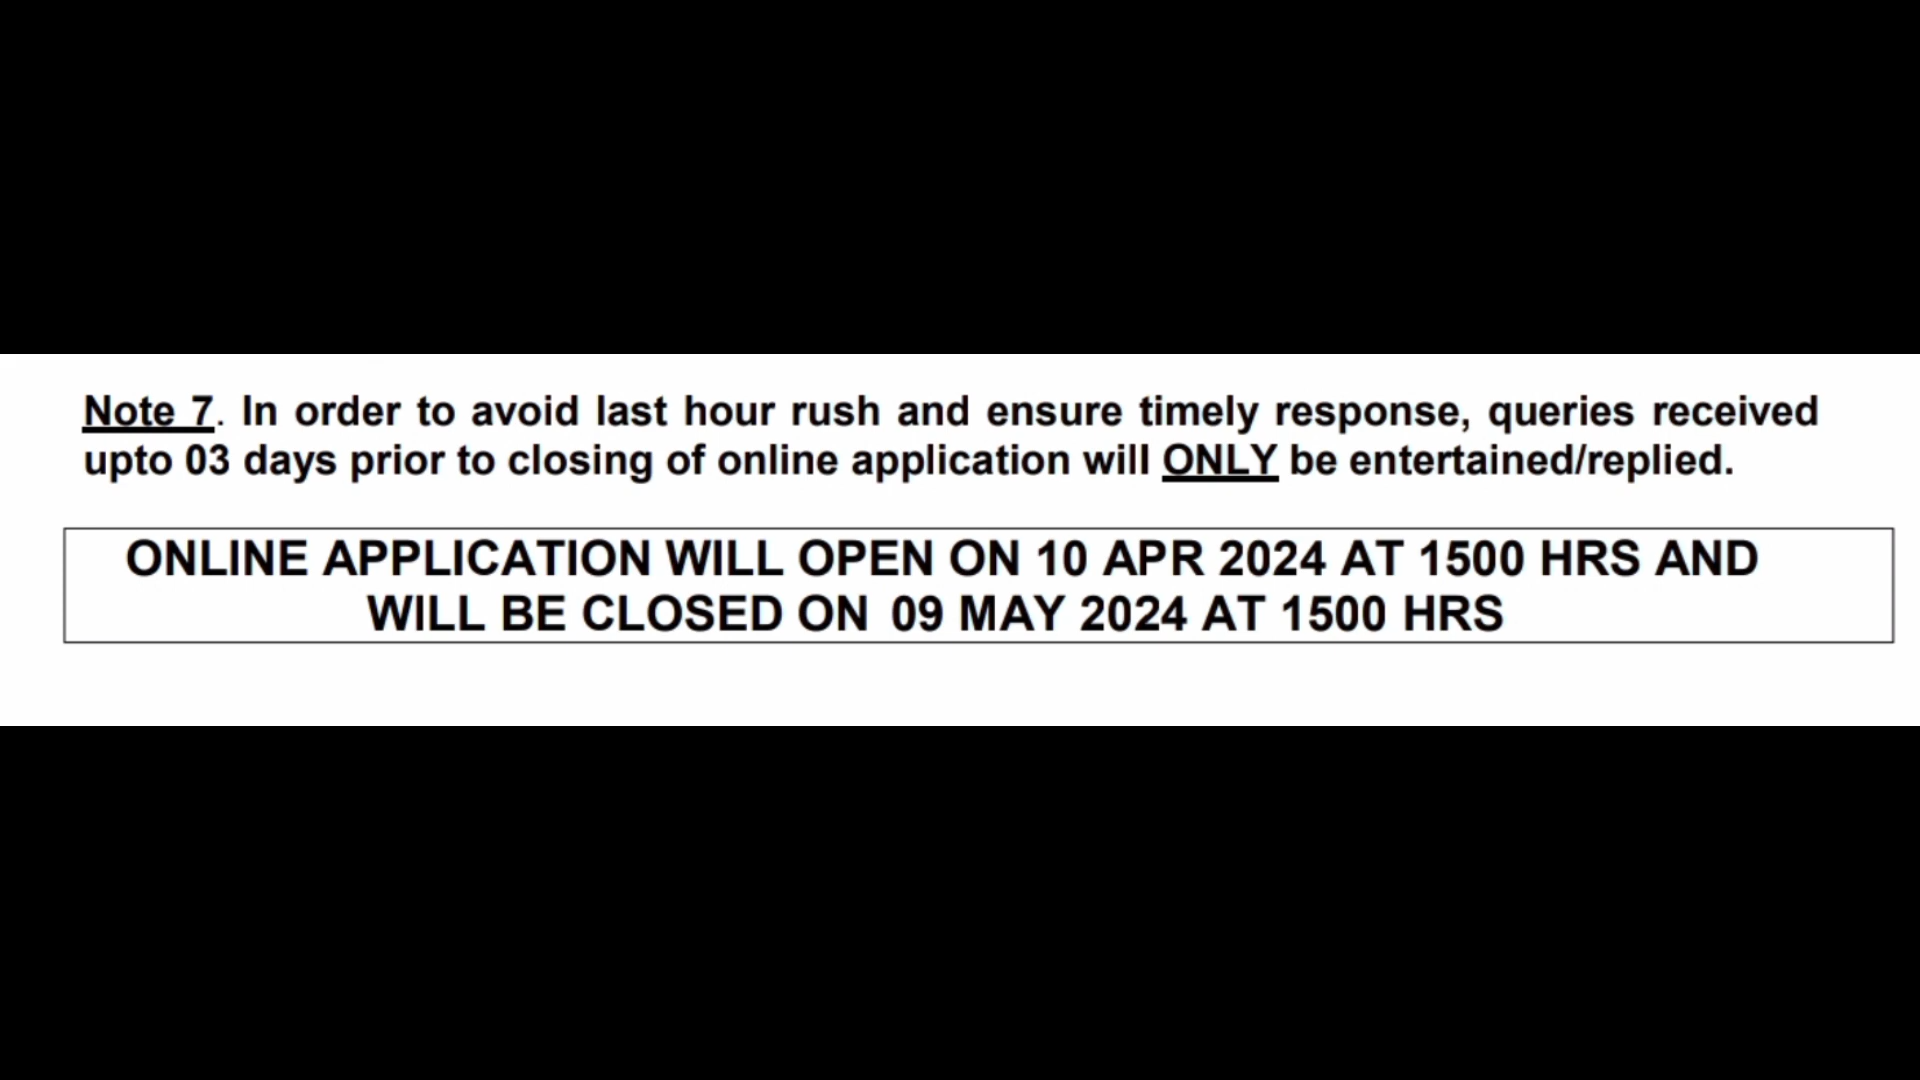 Note 7. In order to avoid last hour rush and ensure timely response, queries received
upto 03 days prior to closing of online application will ONLY be entertained/replied.
ONLINE APPLICATION WILL OPEN ON 10 APR 2024 AT 1500 HRS AND
WILL BE CLOSED ON 09 MAY 2024 AT 1500 HRS